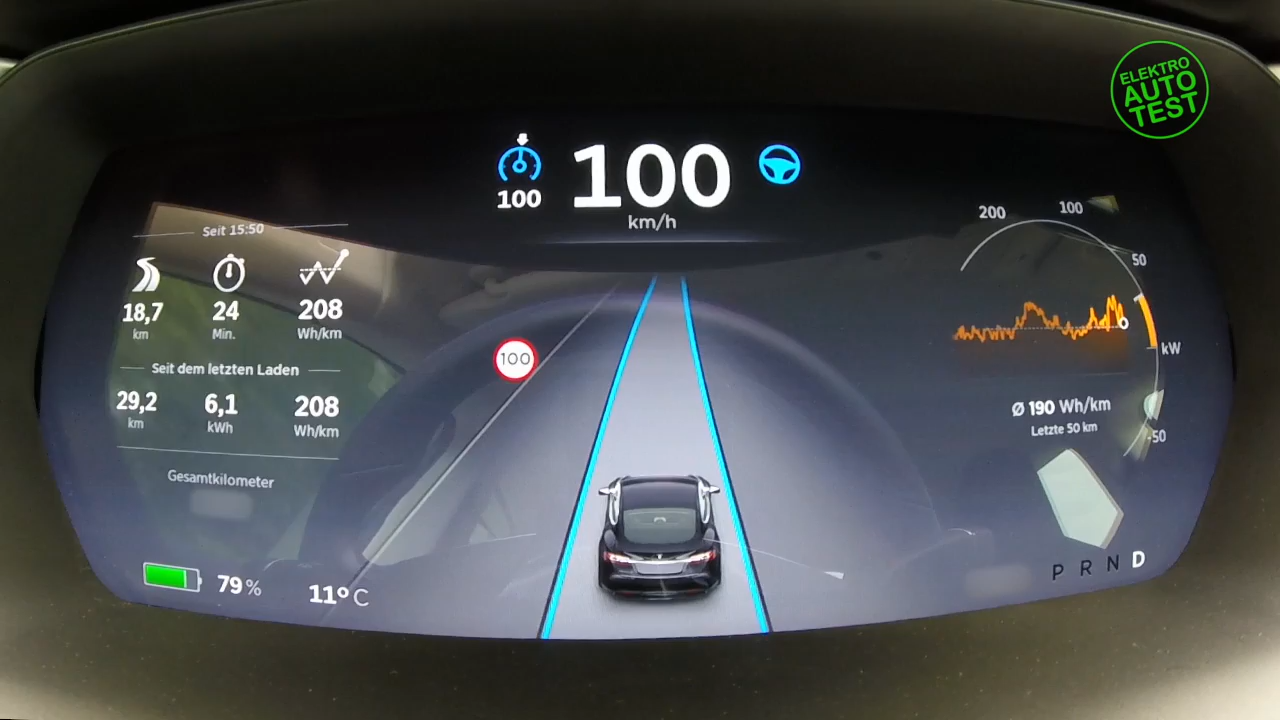 ELEKTRO
AUTO
TEST
100
100
km/h
Seit 15:50
18,7
24
208
km
Min.
Wh/km
Seit dem letzten Laden
29,2
6,1
208
km
kWh
Wh/km
Gesamtkilometer
79%
11° C
100
200
100
50
kW
-50
Ø 190 Wh/km
Letzte 50 km
P R N D